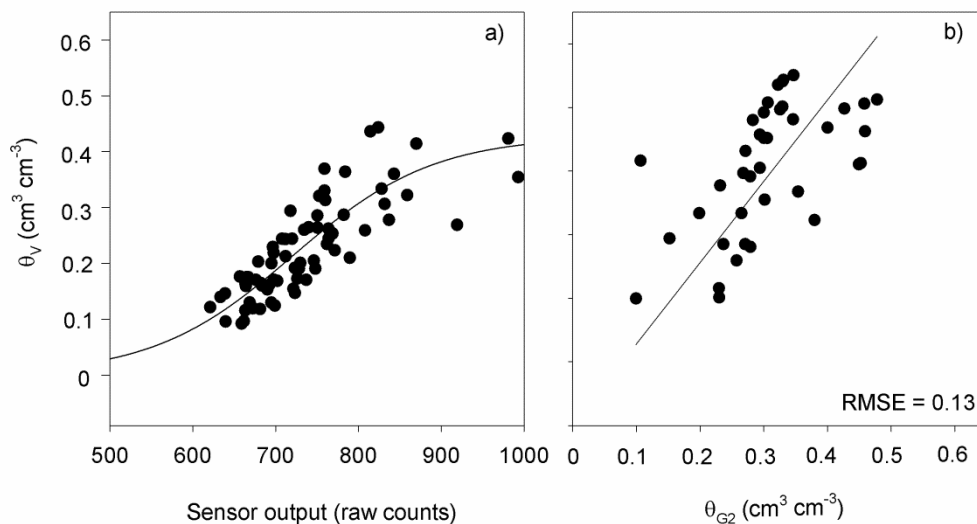 a)
b)
0.6
0.5
0.4
0.3
0.2
0.1
0
θV (cm³ cm⁻³)
500 600 700 800 900 1000
Sensor output (raw counts)
RMSE = 0.13
0 0.1 0.2 0.3 0.4 0.5 0.6
θG2 (cm³ cm⁻³)